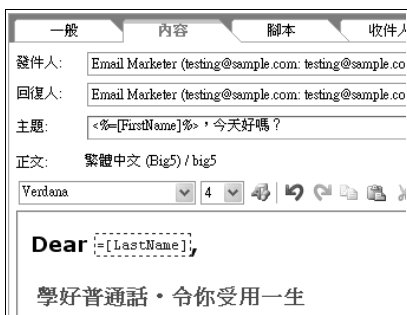 一般 內容 腳本 收件人
發件人: Email Marketer (testing@sample.com: testing@sample.co
回復人: Email Marketer (testing@sample.com: testing@sample.co
主題: <%=[FirstName]%>，今天好嗎？
正文: 繁體中文 (Big5) / big5
Verdana 4
Dear =[LastName],
學好普通話・令你受用一生